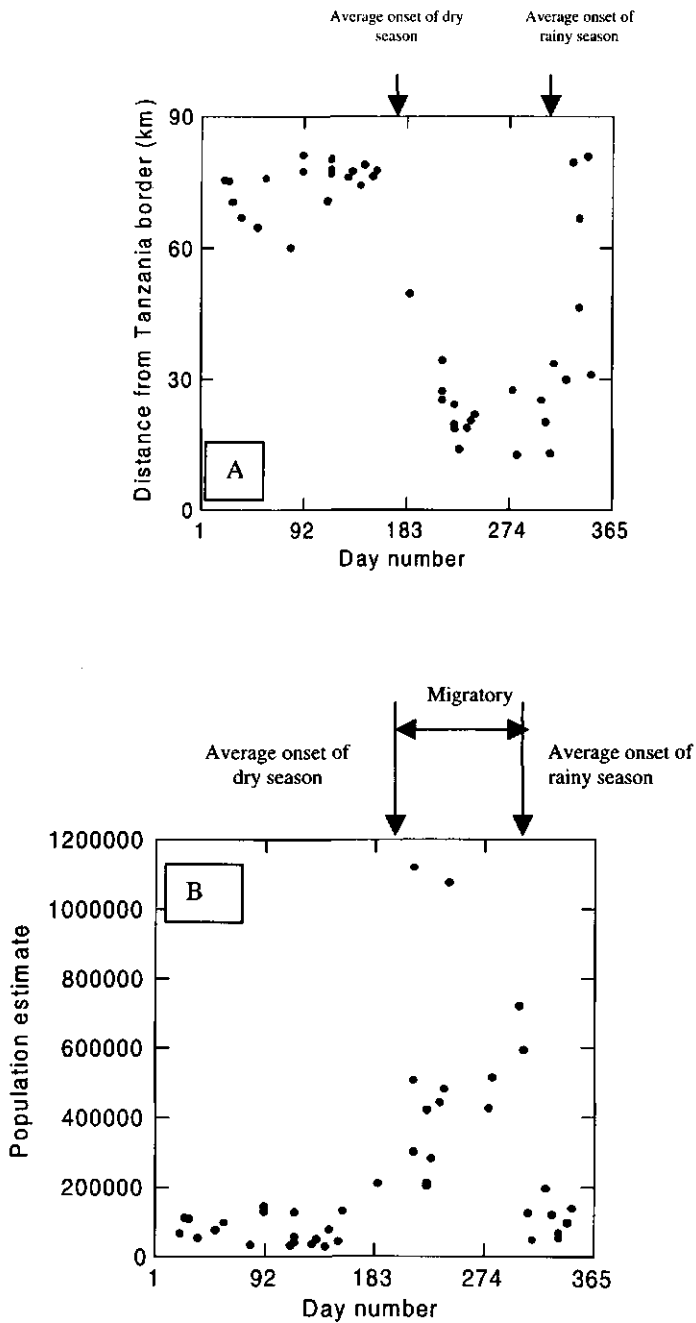 Average onset of dry
season
Average onset of
rainy season
Distance from Tanzania border (km)
90
60
30
0
A
1
92
183
274
365
Day number
Migratory
Average onset of
dry season
Average onset of
rainy season
Population estimate
1200000
1000000
800000
600000
400000
200000
0
B
1
92
183
274
365
Day number